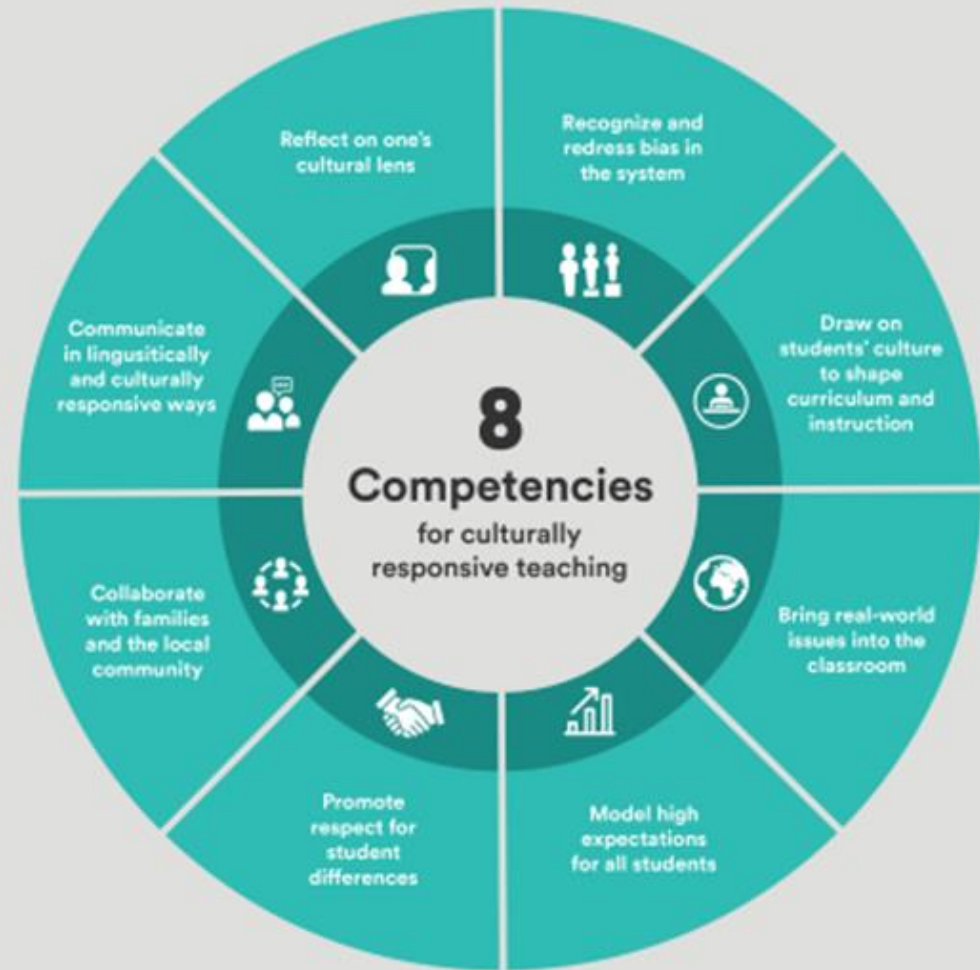 8
Competencies
for culturally
responsive teaching
Reflect on one's
cultural lens
Recognize and
redress bias in
the system
Draw on
students' culture
to shape
curriculum and
instruction
Bring real-world
issues into the
classroom
Model high
expectations
for all students
Promote
respect for
student
differences
Collaborate
with families
and the local
community
Communicate
in lingusitically
and culturally
responsive ways